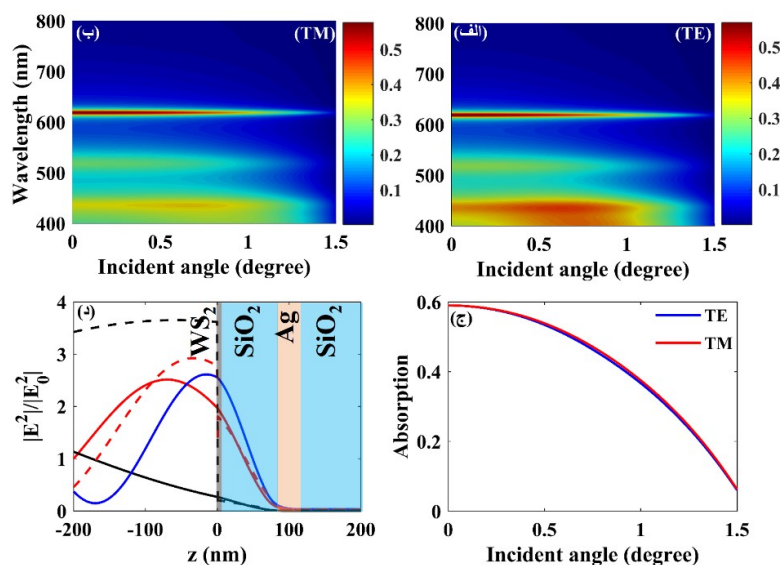 800
700
600
500
400
Wavelength (nm)
(ب)
(TM)
0
0.5
1
1.5
Incident angle (degree)
0.5
0.4
0.3
0.2
0.1
800
700
600
500
400
(الف)
(TE)
0
0.5
1
1.5
Incident angle (degree)
0.5
0.4
0.3
0.2
0.1
4
3
2
1
0
|E²|/|E₀²|
(د)
WS₂
SiO₂
Ag
SiO₂
-200
-100
0
100
200
z (nm)
0.6
0.4
0.2
0
Absorption
(ج)
TE
TM
0
0.5
1
1.5
Incident angle (degree)